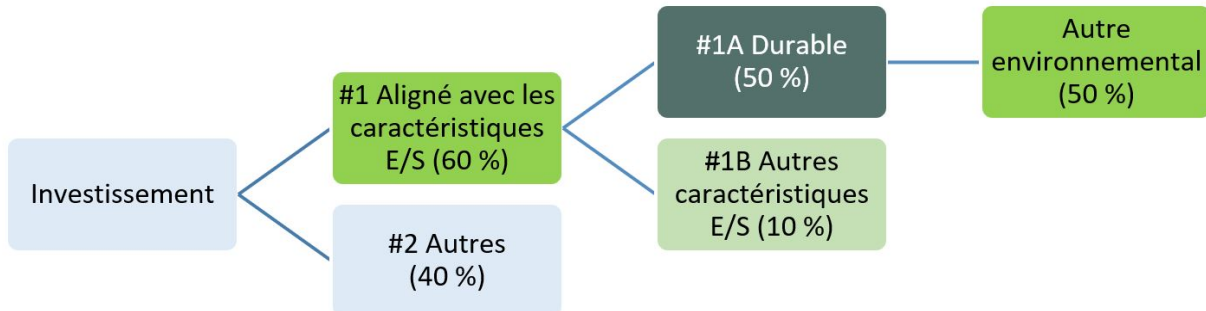 Investissement
#1 Aligné avec les
caractéristiques
E/S (60 %)
#2 Autres
(40 %)
#1A Durable
(50 %)
#1B Autres
caractéristiques
E/S (10 %)
Autre
environnemental
(50 %)